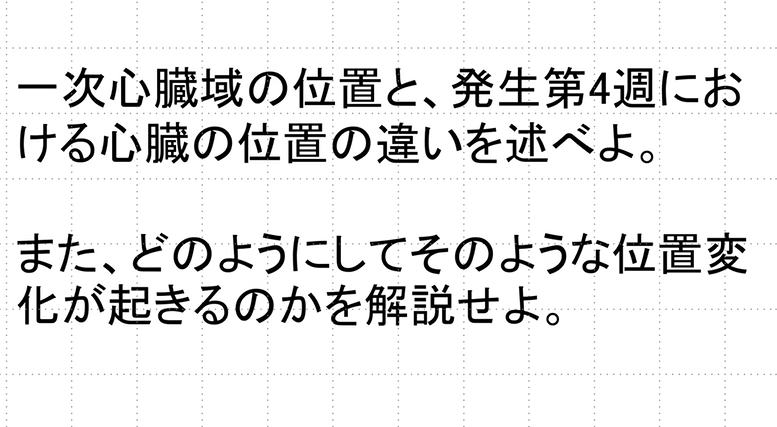 一次心臓域の位置と、発生第4週にお
ける心臓の位置の違いを述べよ。
また、どのようにしてそのような位置変
化が起きるのかを解説せよ。